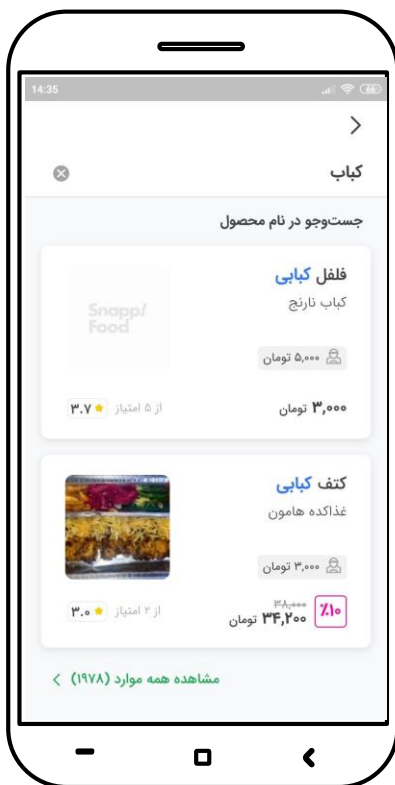 14:35 66
کباب
جست‌وجو در نام محصول
فلفل کبابی
کباب نارنج
Snapp!
Food
۵,۰۰۰ تومان
۳,۰۰۰ تومان
از ۵ امتیاز ۳.۷
کتف کبابی
غذاکده هامون
۳,۰۰۰ تومان
٪۱۰ ۳۸,۰۰۰
۳۴,۲۰۰ تومان
از ۲ امتیاز ۳.۰
مشاهده همه موارد (۱۹۷۸)